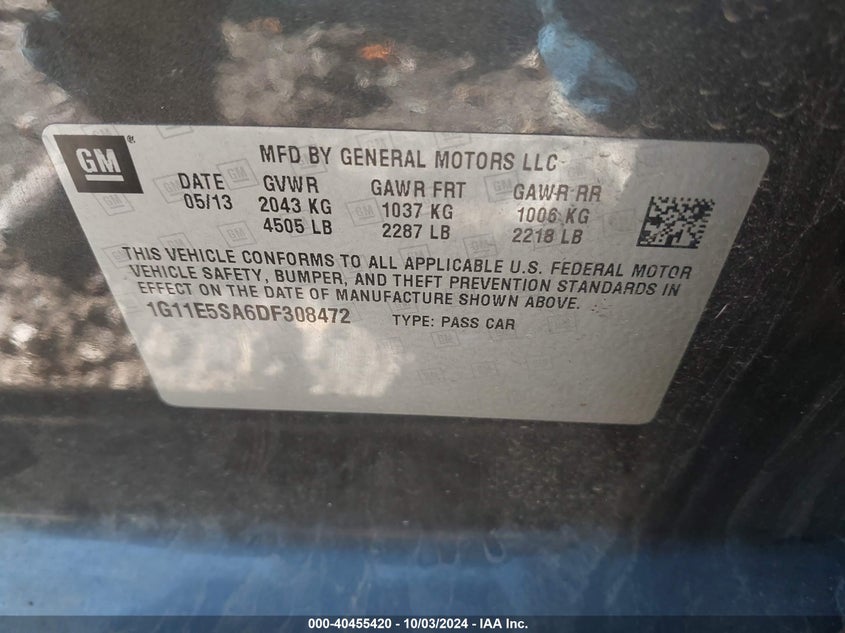 GM
MFD BY GENERAL MOTORS LLC
DATE GVWR GAWR FRT GAWR RR
05/13 2043 KG 1037 KG 1006 KG
4505 LB 2287 LB 2218 LB
THIS VEHICLE CONFORMS TO ALL APPLICABLE U.S. FEDERAL MOTOR
VEHICLE SAFETY, BUMPER, AND THEFT PREVENTION STANDARDS IN
EFFECT ON THE DATE OF MANUFACTURE SHOWN ABOVE.
1G11E5SA6DF308472 TYPE: PASS CAR
000-40455420 - 10/03/2024 - IAA Inc.